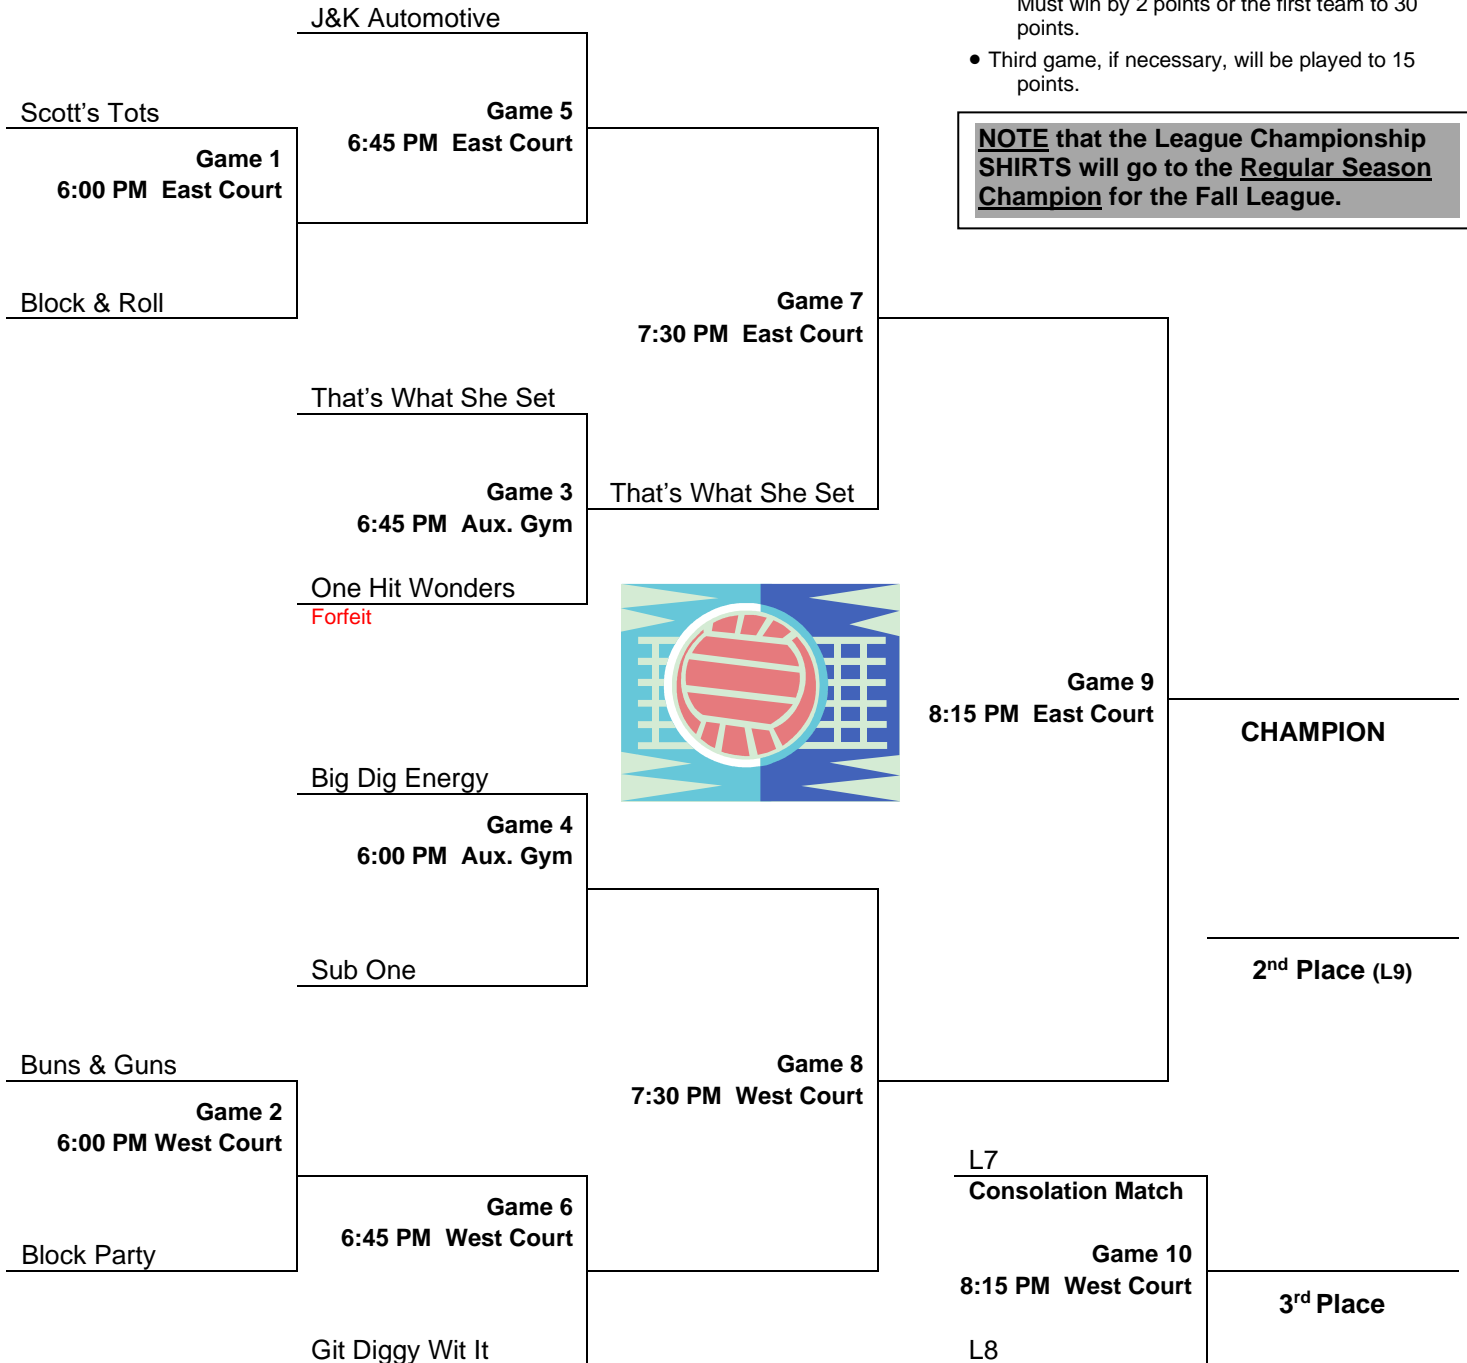 J&K Automotive
Must win by 2 points or the first team to 30
points.
● Third game, if necessary, will be played to 15
points.
Scott's Tots
Game 5
6:45 PM East Court
NOTE that the League Championship
SHIRTS will go to the Regular Season
Champion for the Fall League.
Game 1
6:00 PM East Court
Block & Roll
Game 7
7:30 PM East Court
That's What She Set
Game 3
6:45 PM Aux. Gym
That's What She Set
One Hit Wonders
Forfeit
Game 9
8:15 PM East Court
CHAMPION
Big Dig Energy
Game 4
6:00 PM Aux. Gym
Sub One
2nd Place (L9)
Buns & Guns
Game 8
7:30 PM West Court
Game 2
6:00 PM West Court
L7
Consolation Match
Game 6
6:45 PM West Court
Block Party
Game 10
8:15 PM West Court
3rd Place
Git Diggy Wit It
L8